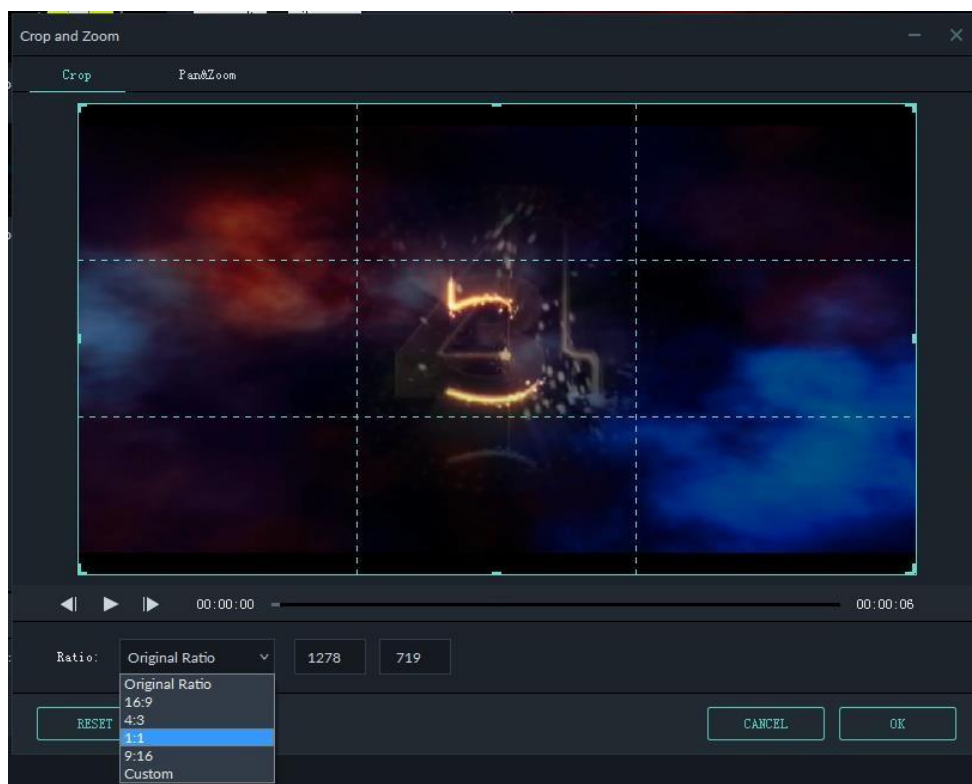 Crop and Zoom
Crop Pan&Zoom
00:00:00 00:00:06
Ratio: Original Ratio 1278 719
Original Ratio
16:9
4:3
1:1
9:16
Custom
RESET CANCEL OK